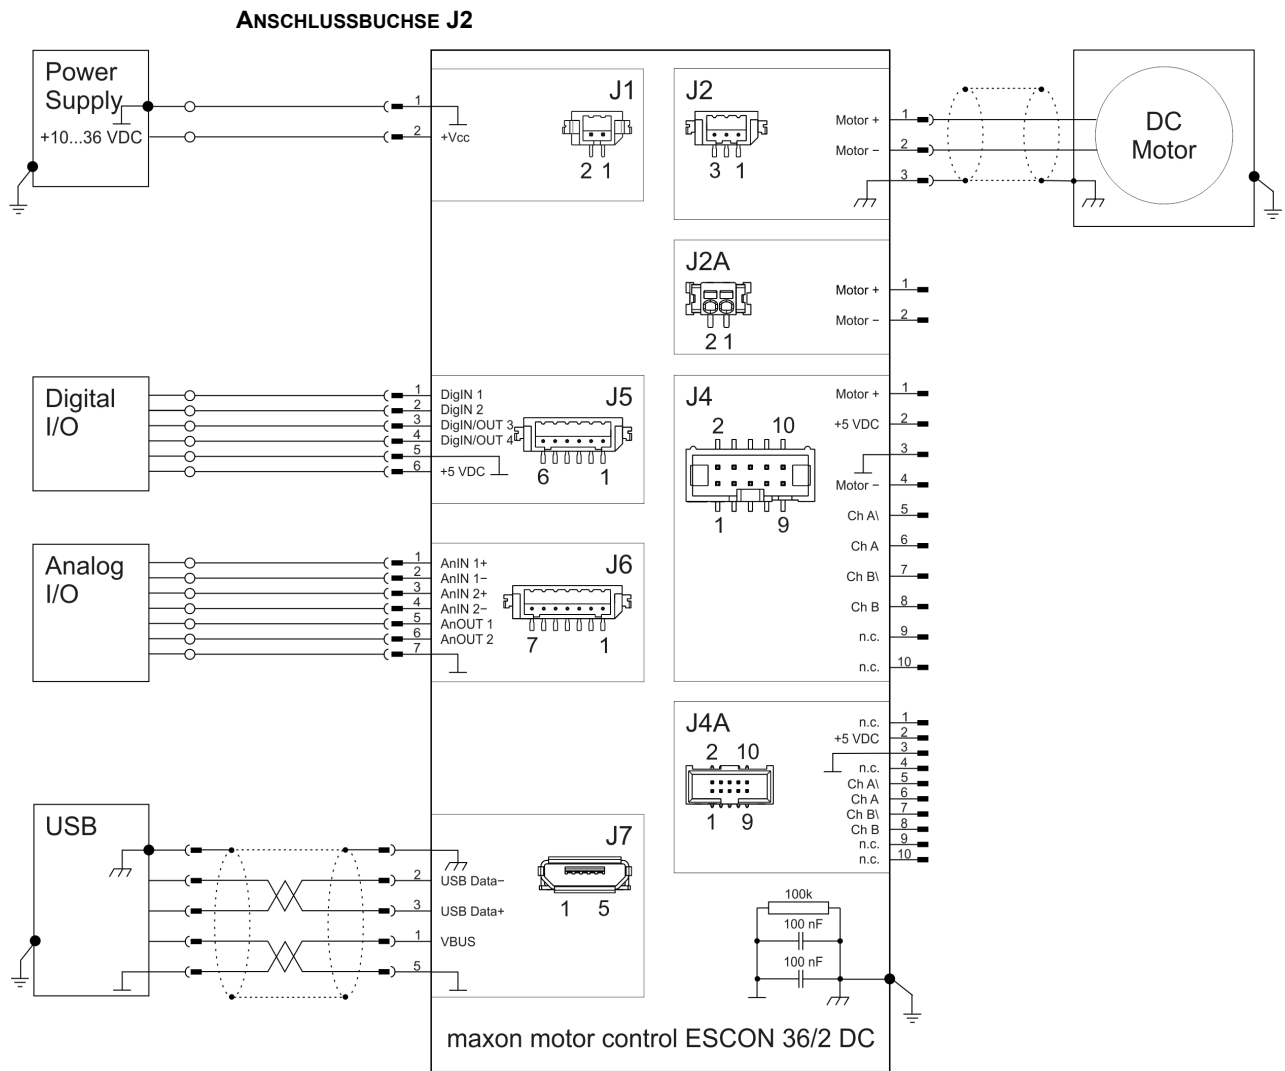 ANSCHLUSSBUCHSE J2
Power
Supply
+10...36 VDC
1
2
+Vcc
J1
2 1
J2
3 1
Motor +
Motor −
1
2
3
DC
Motor
J2A
2 1
Motor +
Motor −
1
2
Digital
I/O
1
2
3
4
5
6
DigIN 1
DigIN 2
DigIN/OUT 3
DigIN/OUT 4
+5 VDC
J5
6 1
J4
2 10
1 9
Motor +
+5 VDC
Motor −
Ch A\
Ch A
Ch B\
Ch B
n.c.
n.c.
1
2
3
4
5
6
7
8
9
10
Analog
I/O
1
2
3
4
5
6
7
AnIN 1+
AnIN 1−
AnIN 2+
AnIN 2−
AnOUT 1
AnOUT 2
J6
7 1
J4A
2 10
1 9
n.c.
+5 VDC
n.c.
Ch A\
Ch A
Ch B\
Ch B
n.c.
n.c.
1
2
3
4
5
6
7
8
9
10
USB
2
3
1
5
USB Data−
USB Data+
VBUS
J7
1 5
100k
100 nF
100 nF
maxon motor control ESCON 36/2 DC